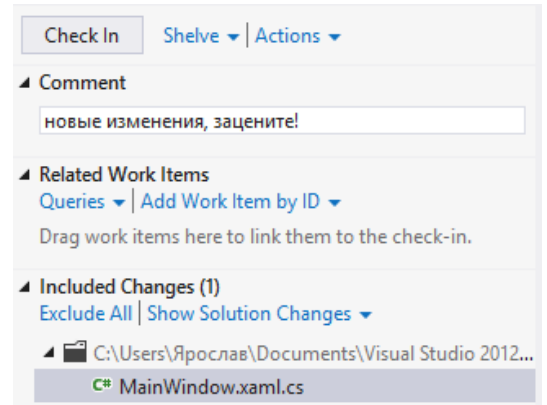 Check In Shelve Actions
Comment
новые изменения, зацените!
Related Work Items
Queries Add Work Item by ID
Drag work items here to link them to the check-in.
Included Changes (1)
Exclude All Show Solution Changes
C:\Users\Ярослав\Documents\Visual Studio 2012...
C# MainWindow.xaml.cs